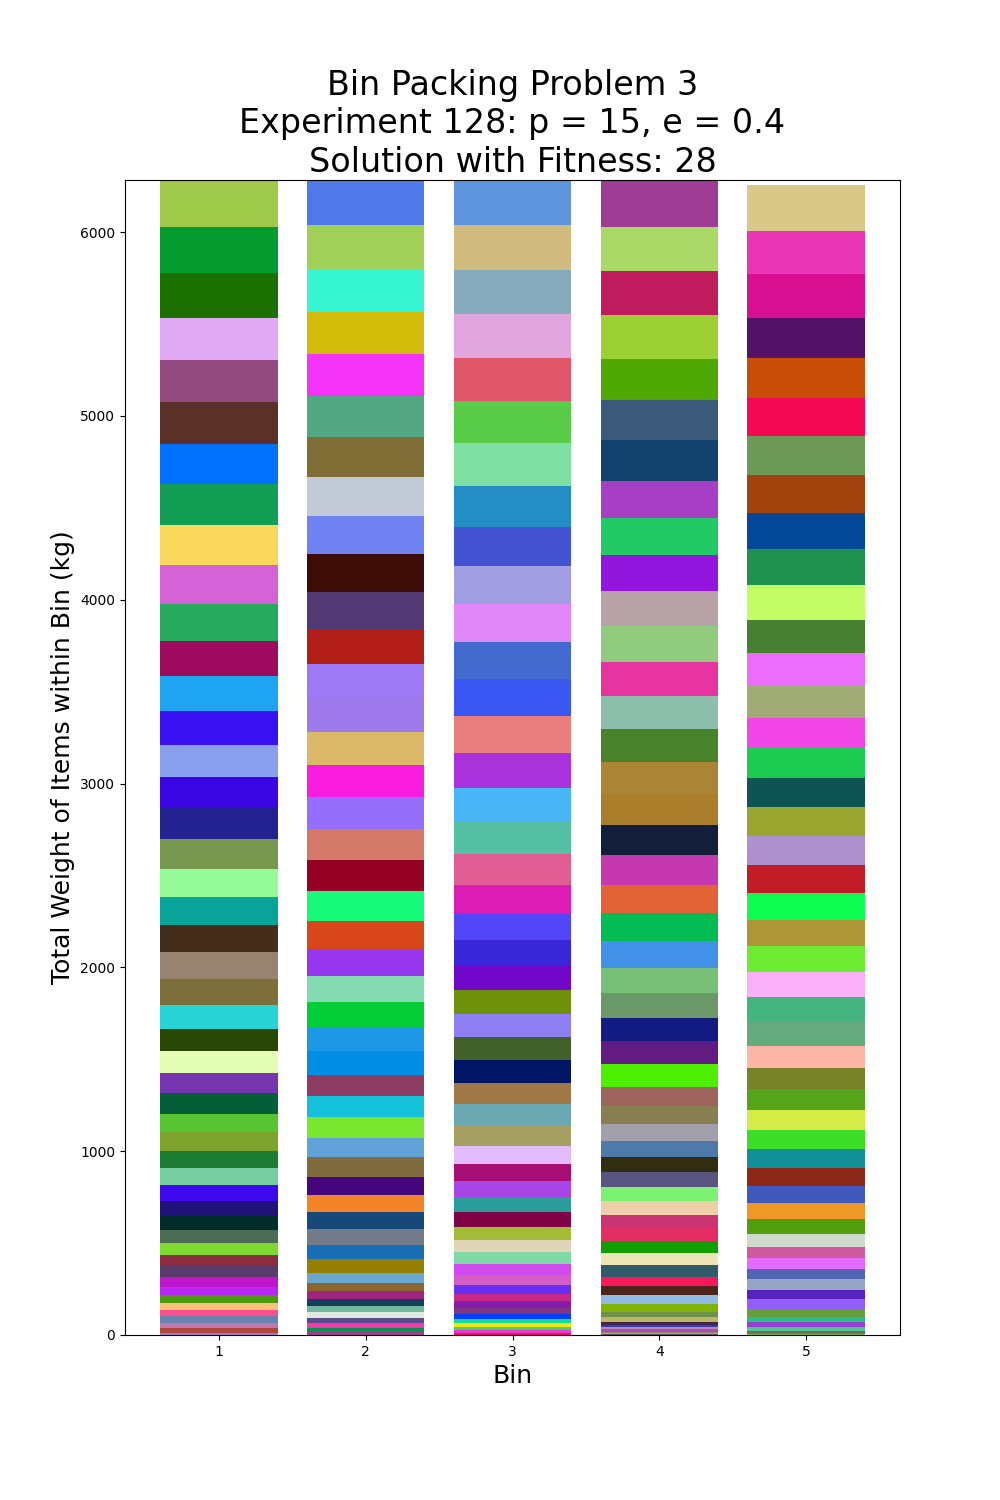 Bin Packing Problem 3
Experiment 128: p = 15, e = 0.4
Solution with Fitness: 28
Total Weight of Items within Bin (kg)
6000
5000
4000
3000
2000
1000
0
1 2 3 4 5
Bin